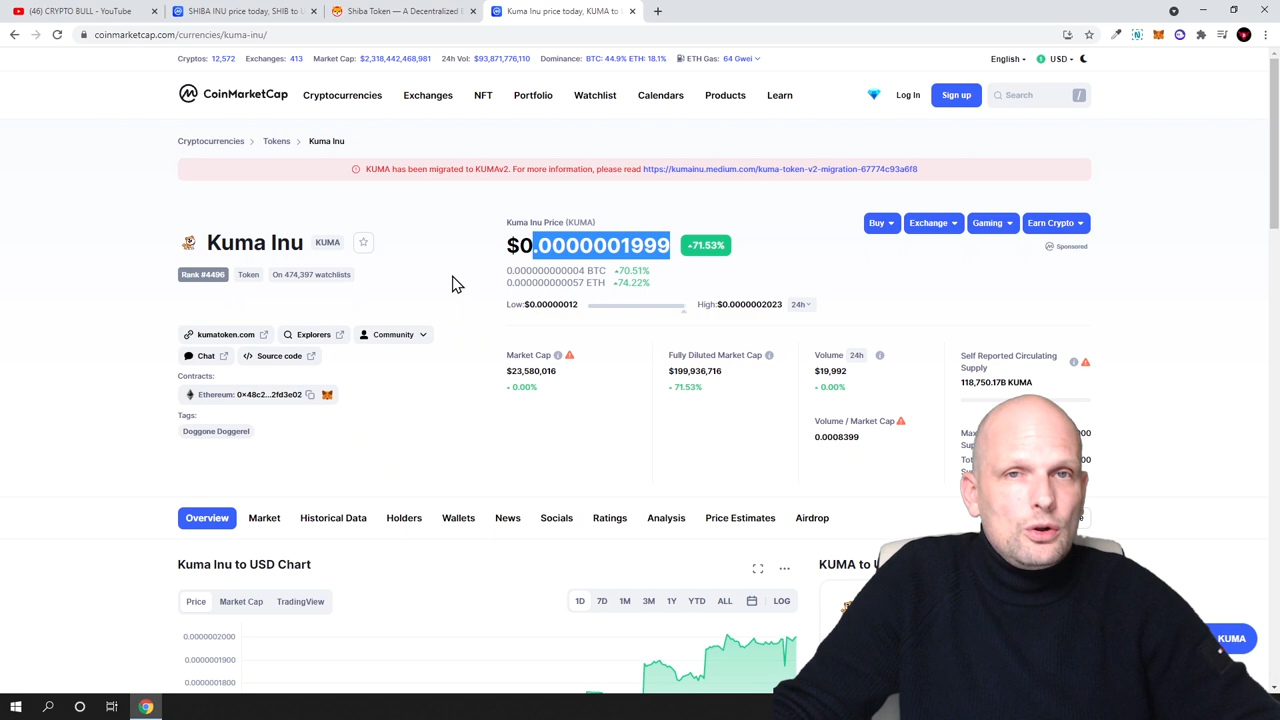 (46) CRYPTO BULL - YouTube
SHIBA INU price today, SHIB to U
Shiba Token — A Decentralized E
Kuma Inu price today, KUMA to
coinmarketcap.com/currencies/kuma-inu/
Cryptos: 12,572 Exchanges: 413 Market Cap: $2,318,442,468,981 24h Vol: $93,871,776,110 Dominance: BTC: 44.9% ETH: 18.1% ETH Gas: 64 Gwei English USD
CoinMarketCap Cryptocurrencies Exchanges NFT Portfolio Watchlist Calendars Products Learn Log In Sign up Search /
Cryptocurrencies > Tokens > Kuma Inu
KUMA has been migrated to KUMAv2. For more information, please read https://kumainu.medium.com/kuma-token-v2-migration-67774c93a6f8
Kuma Inu KUMA
Rank #4496 Token On 474,397 watchlists
kumatoken.com Explorers Community
Chat Source code
Contracts:
Ethereum: 0x48c2...2fd3e02
Tags:
Doggone Doggerel
Kuma Inu Price (KUMA)
$0.0000001999 71.53%
0.000000000004 BTC 70.51%
0.000000000057 ETH 74.22%
Low:$0.00000012 High:$0.0000002023 24h
Buy Exchange Gaming Earn Crypto
Sponsored
Market Cap
$23,580,016
0.00%
Fully Diluted Market Cap
$199,936,716
71.53%
Volume 24h
$19,992
0.00%
Volume / Market Cap
0.0008399
Self Reported Circulating
Supply
118,750.17B KUMA
Overview Market Historical Data Holders Wallets News Socials Ratings Analysis Price Estimates Airdrop
Kuma Inu to USD Chart
Price Market Cap TradingView
1D 7D 1M 3M 1Y YTD ALL LOG
0.0000002000
0.0000001900
0.0000001800
KUMA to
KUMA